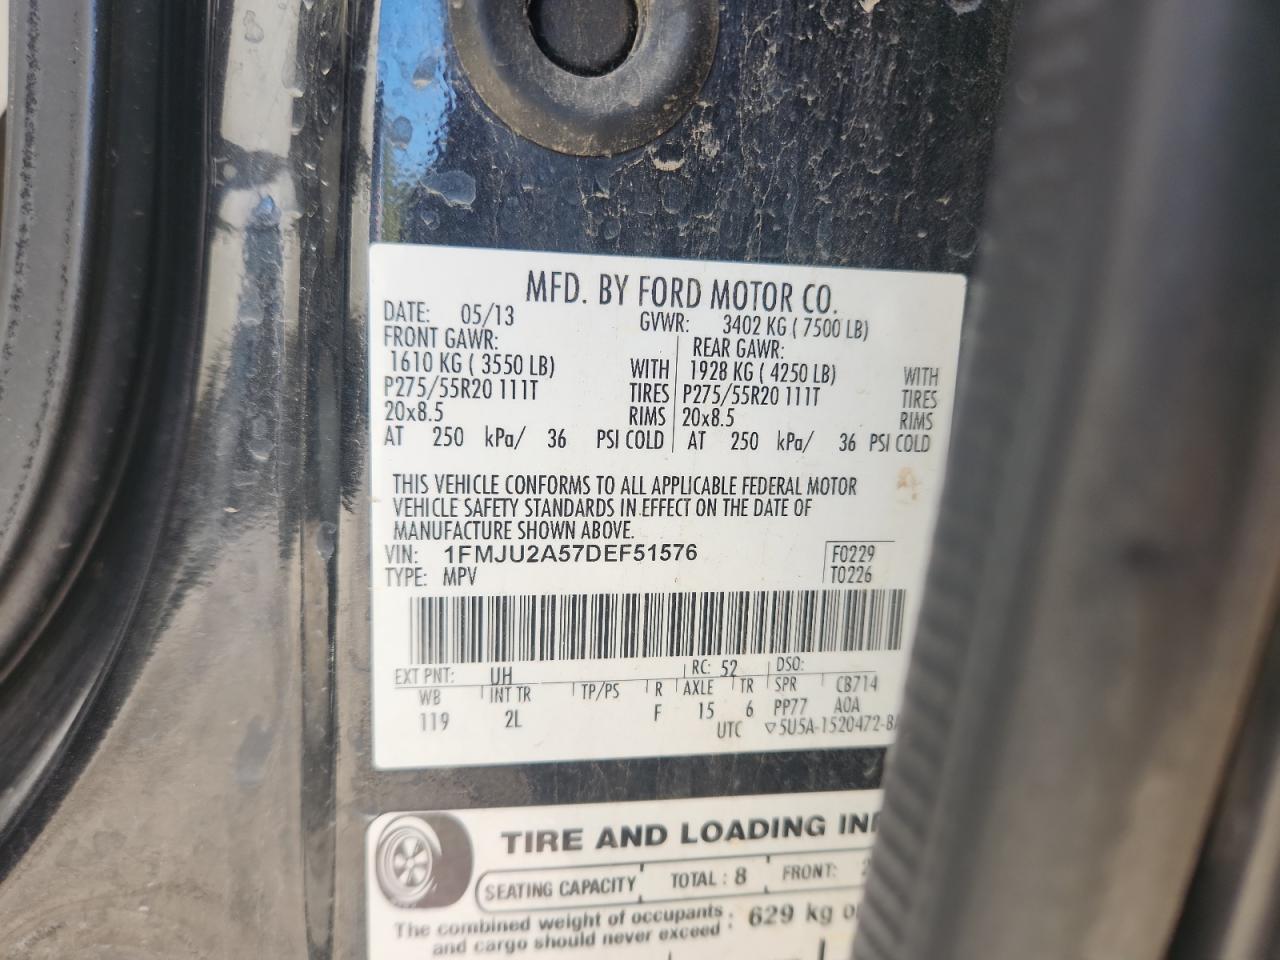 MFD. BY FORD MOTOR CO.
DATE: 05/13 GVWR: 3402 KG ( 7500 LB)
FRONT GAWR: REAR GAWR:
1610 KG ( 3550 LB) WITH 1928 KG ( 4250 LB) WITH
P275/55R20 111T TIRES P275/55R20 111T TIRES
20x8.5 RIMS 20x8.5 RIMS
AT 250 kPa/ 36 PSI COLD AT 250 kPa/ 36 PSI COLD
THIS VEHICLE CONFORMS TO ALL APPLICABLE FEDERAL MOTOR
VEHICLE SAFETY STANDARDS IN EFFECT ON THE DATE OF
MANUFACTURE SHOWN ABOVE.
VIN: 1FMJU2A57DEF51576 F0229
TYPE: MPV T0226
EXT PNT: UH RC: 52 DSO:
WB INT TR TP/PS R AXLE TR SPR CB714
119 2L F 15 6 PP77 AOA
UTC ▽5U5A-1520472-BA
TIRE AND LOADING
SEATING CAPACITY TOTAL : 8 FRONT:
The combined weight of occupants : 629 kg
and cargo should never exceed :